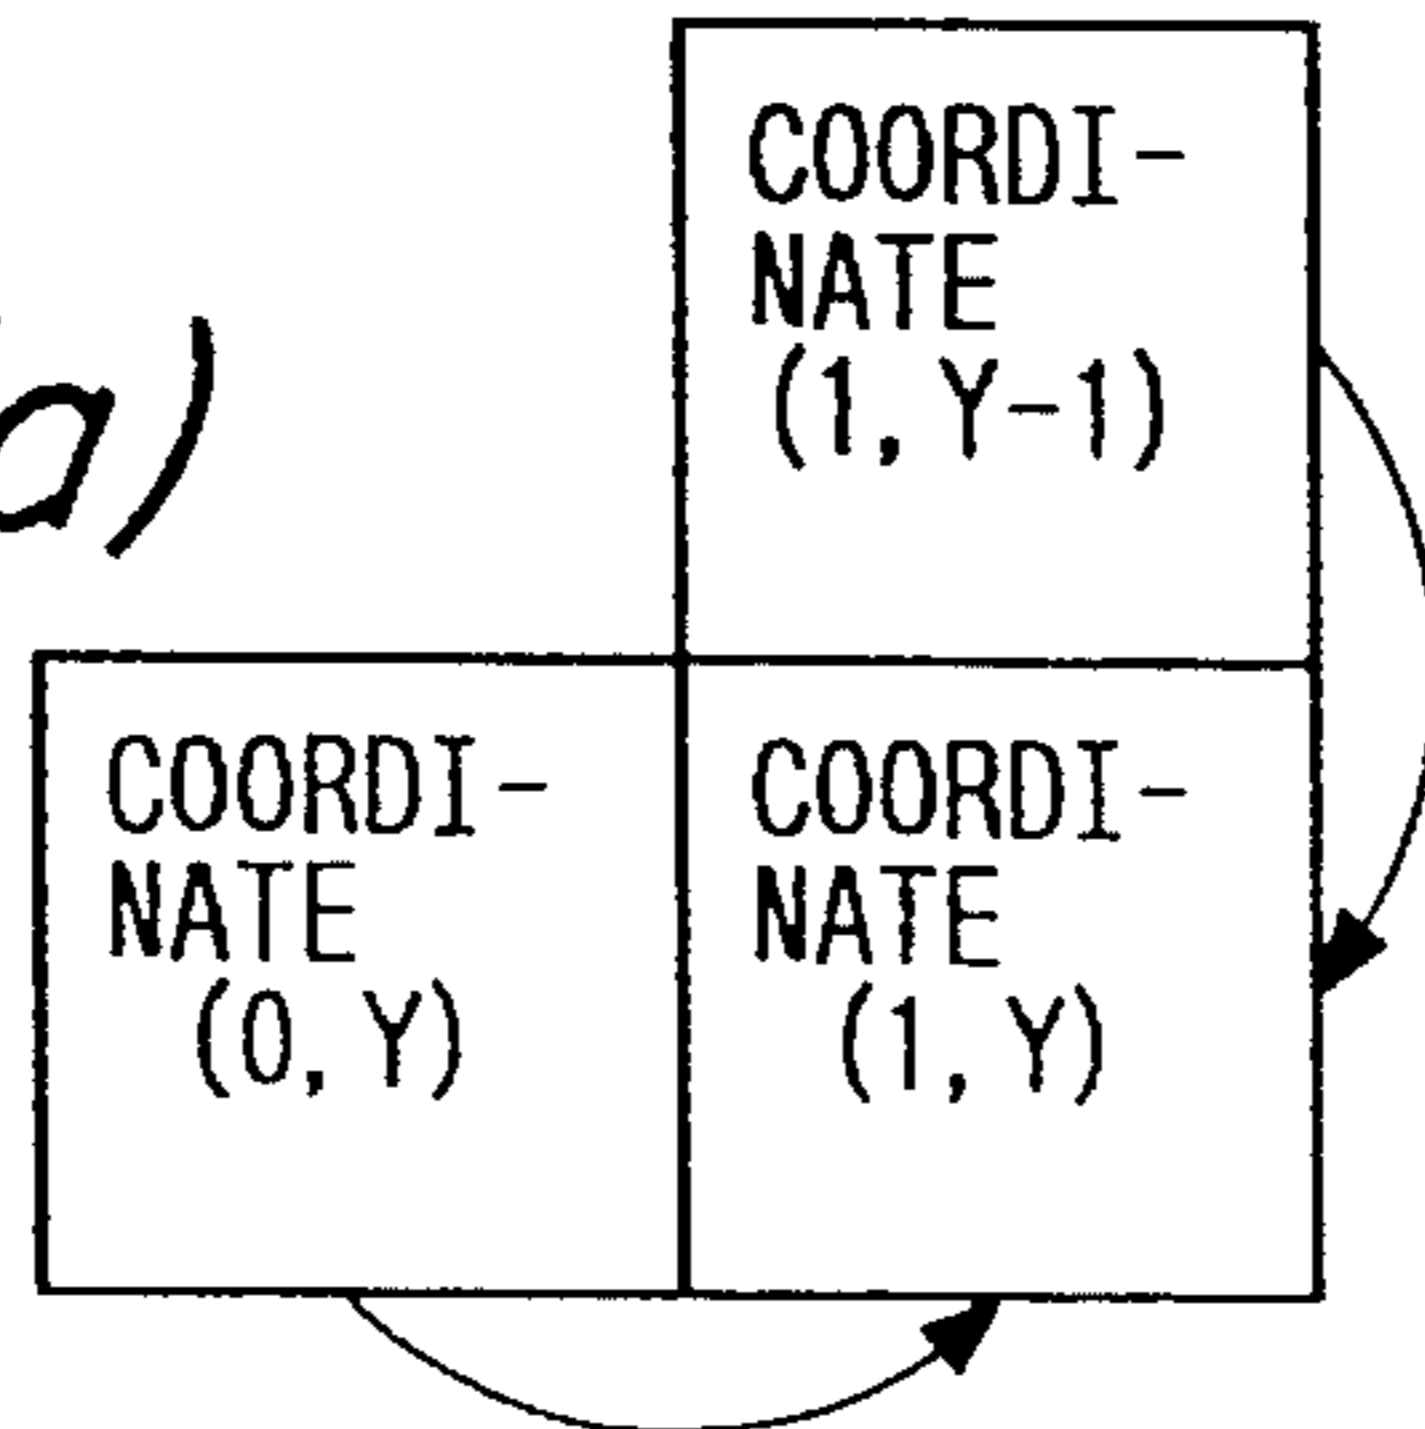 COORDI-
NATE
(1, Y-1)
a)
COORDI-
NATE
(0, Y)
COORDI-
NATE
(1, Y)